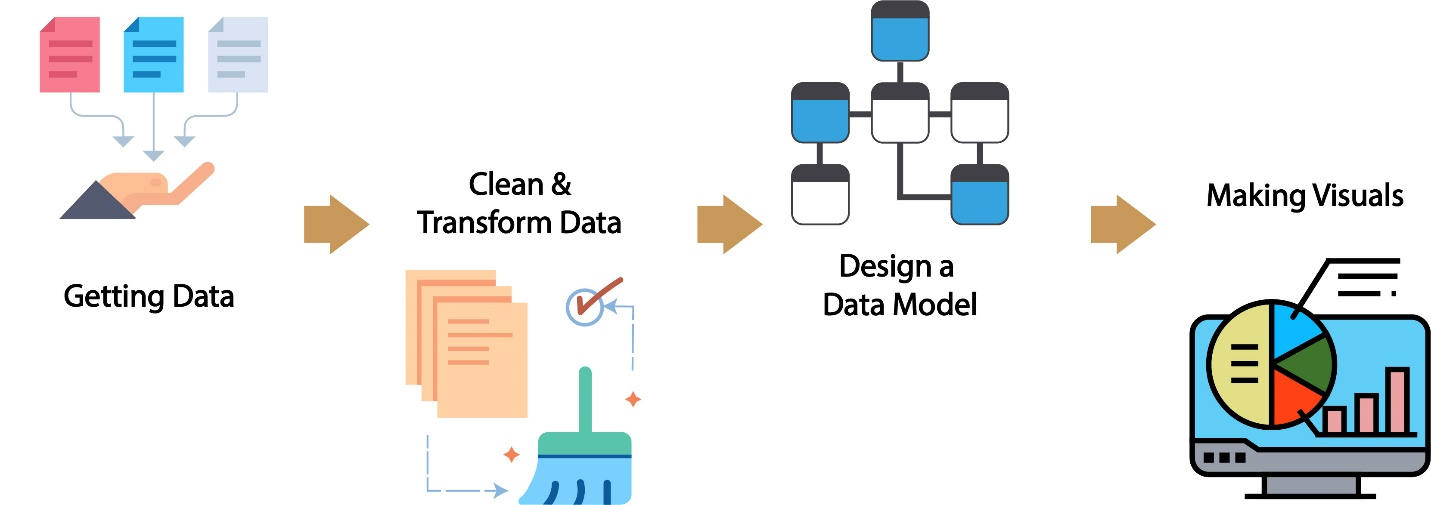 Getting Data
Clean &
Transform Data
Design a
Data Model
Making Visuals